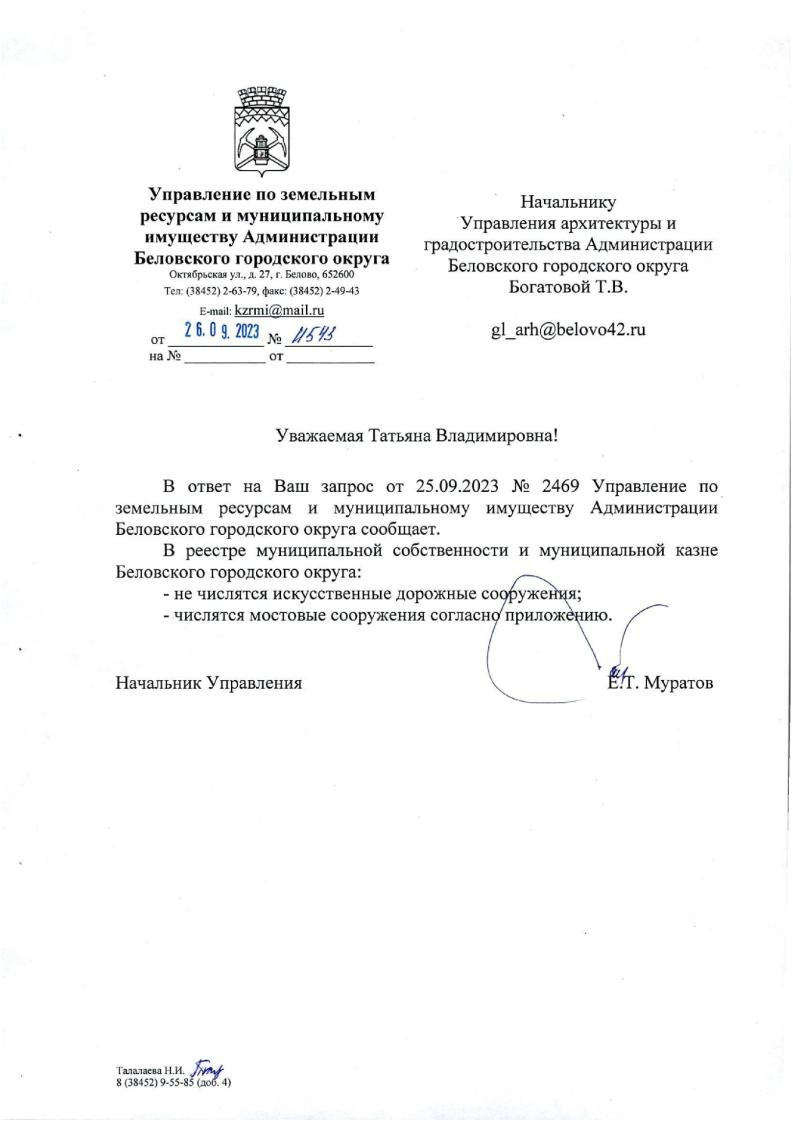 Управление по земельным
ресурсам и муниципальному
имуществу Администрации
Беловского городского округа
Октябрьская ул., д. 27, г. Белово, 652600
Тел: (38452) 2-63-79, факс: (38452) 2-49-43
E-mail: kzrmi@mail.ru
от 26.09.2023 №
на № ____________ от _____________
Начальнику
Управления архитектуры и
градостроительства Администрации
Беловского городского округа
Богатовой Т.В.
gl_arh@belovo42.ru
Уважаемая Татьяна Владимировна!
В ответ на Ваш запрос от 25.09.2023 № 2469 Управление по
земельным ресурсам и муниципальному имуществу Администрации
Беловского городского округа сообщает.
В реестре муниципальной собственности и муниципальной казне
Беловского городского округа:
- не числятся искусственные дорожные сооружения;
- числятся мостовые сооружения согласно приложению.
Начальник Управления Е.Т. Муратов
Талалаева Н.И.
8 (38452) 9-55-85 (доб. 4)